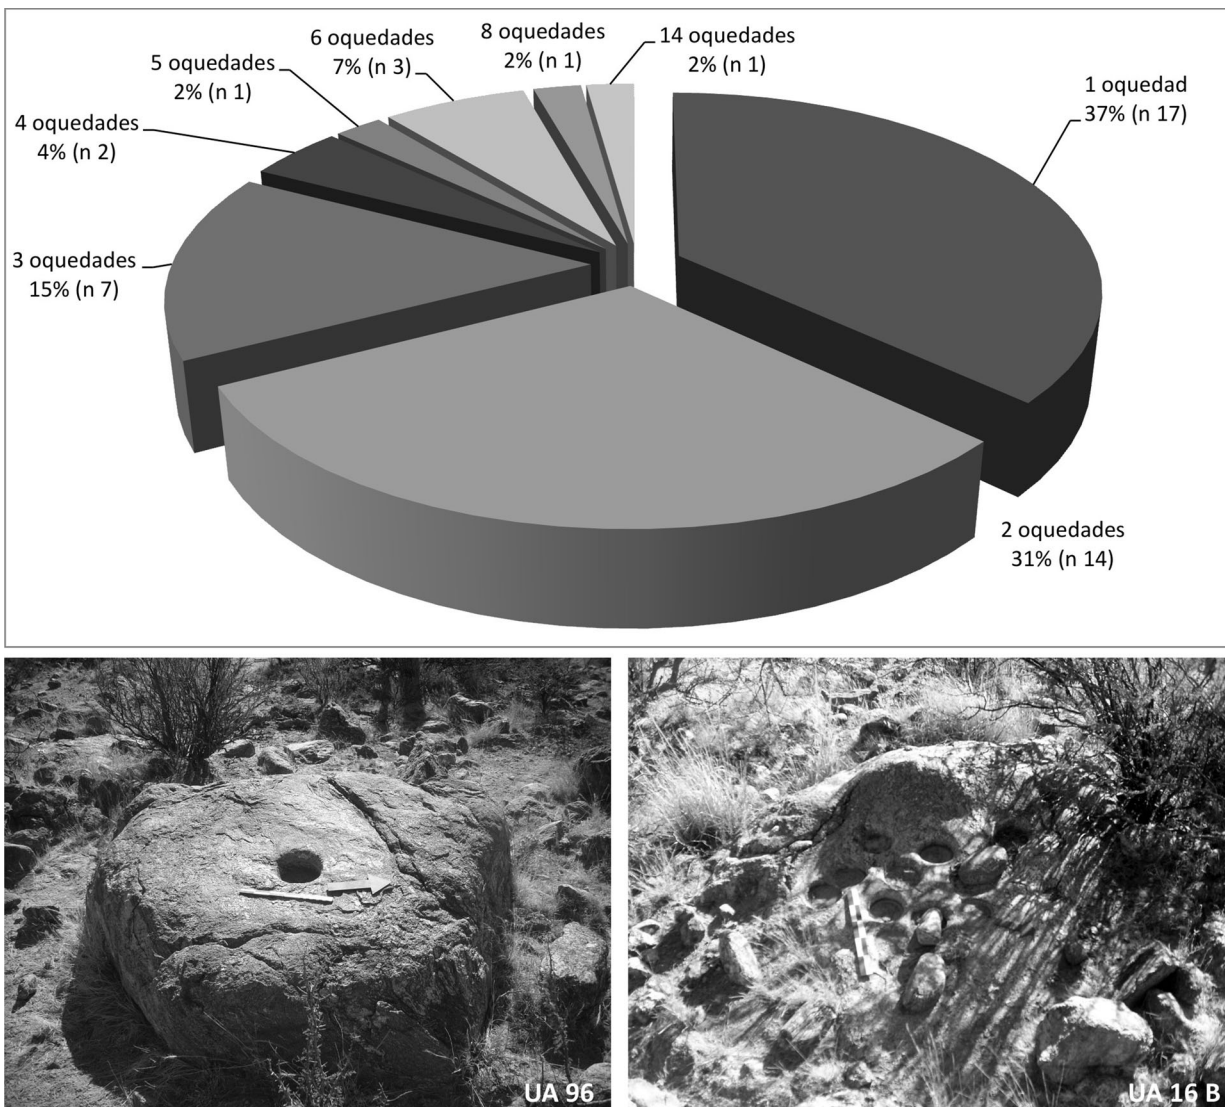 6 oquedades
7% (n 3)
8 oquedades
2% (n 1)
14 oquedades
2% (n 1)
5 oquedades
2% (n 1)
1 oquedad
37% (n 17)
4 oquedades
4% (n 2)
3 oquedades
15% (n 7)
2 oquedades
31% (n 14)
UA 96
UA 16 B